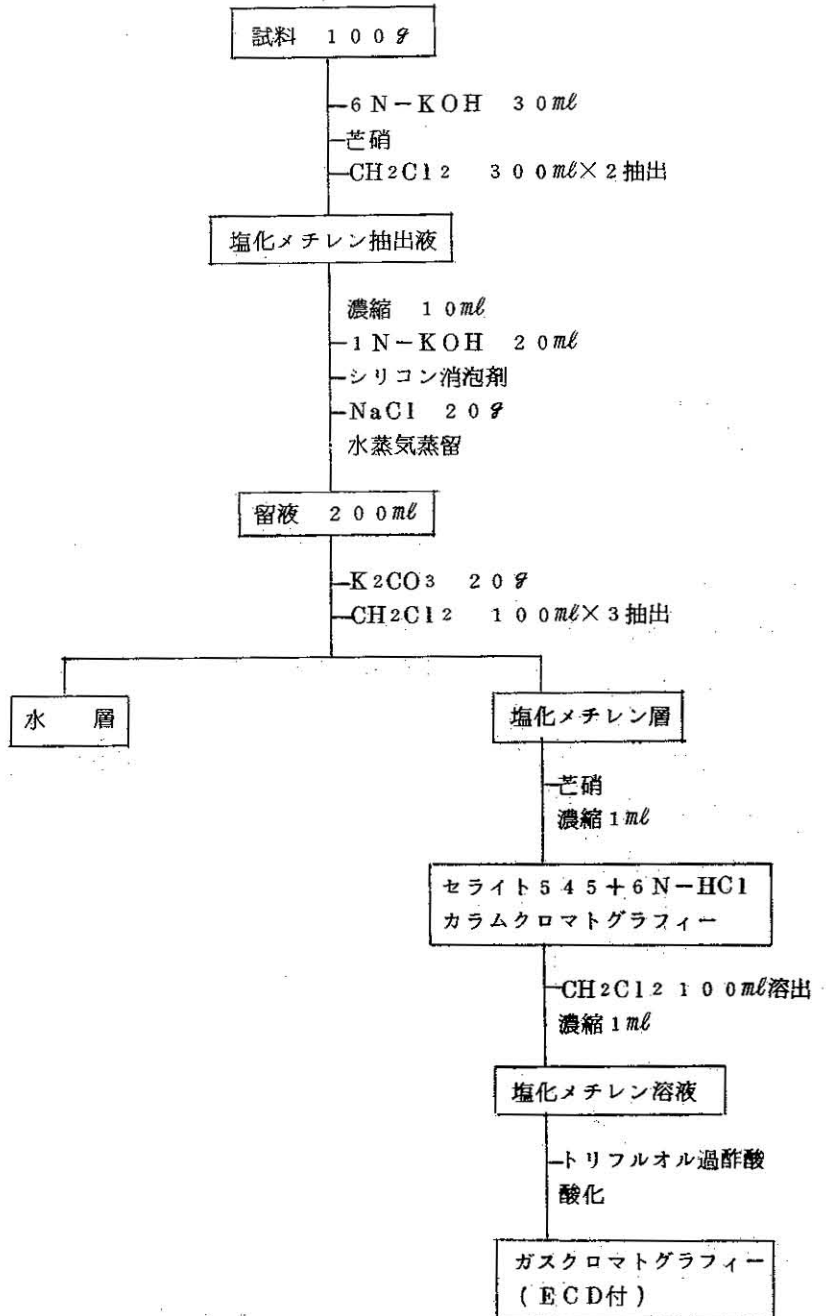 試料 100g
6N-KOH 30ml
芒硝
CH2Cl2 300ml×2抽出
塩化メチレン抽出液
濃縮 10ml
1N-KOH 20ml
シリコン消泡剤
NaCl 20g
水蒸気蒸留
留液 200ml
K2CO3 20g
CH2Cl2 100ml×3抽出
水 層
塩化メチレン層
芒硝
濃縮1ml
セライト545+6N-HCl
カラムクロマトグラフィー
CH2Cl2 100ml溶出
濃縮1ml
塩化メチレン溶液
トリフルオル過酢酸
酸化
ガスクロマトグラフィー
(ECD付)